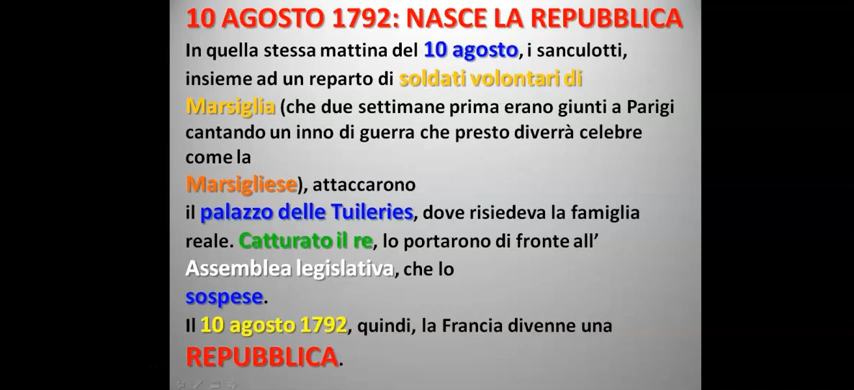 10 AGOSTO 1792: NASCE LA REPUBBLICA
In quella stessa mattina del 10 agosto, i sanculotti,
insieme ad un reparto di soldati volontari di
Marsiglia (che due settimane prima erano giunti a Parigi
cantando un inno di guerra che presto diverrà celebre
come la
Marsigliese), attaccarono
il palazzo delle Tuileries, dove risiedeva la famiglia
reale. Catturato il re, lo portarono di fronte all’
Assemblea legislativa, che lo
sospese.
Il 10 agosto 1792, quindi, la Francia divenne una
REPUBBLICA.